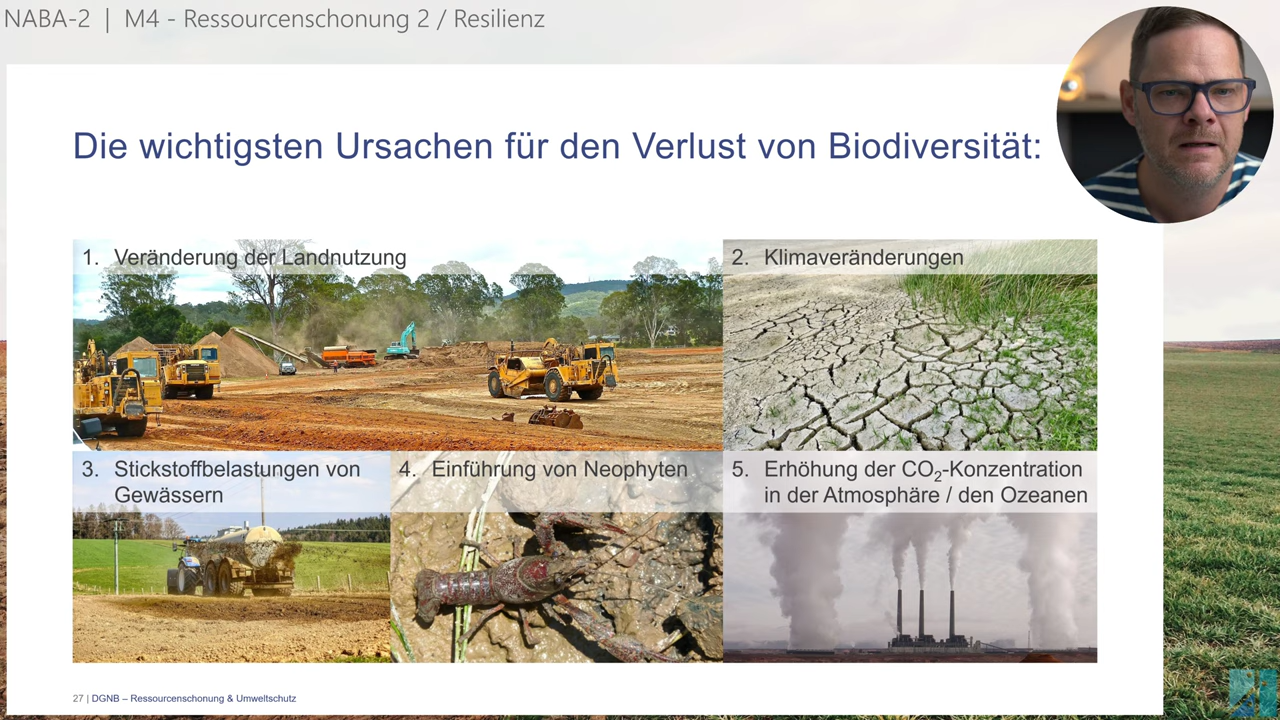 NABA-2 | M4 - Ressourcenschonung 2 / Resilienz
Die wichtigsten Ursachen für den Verlust von Biodiversität:
1. Veränderung der Landnutzung
2. Klimaveränderungen
3. Stickstoffbelastungen von
Gewässern
4. Einführung von Neophyten
5. Erhöhung der CO₂-Konzentration
in der Atmosphäre / den Ozeanen
27 | DGNB – Ressourcenschonung & Umweltschutz